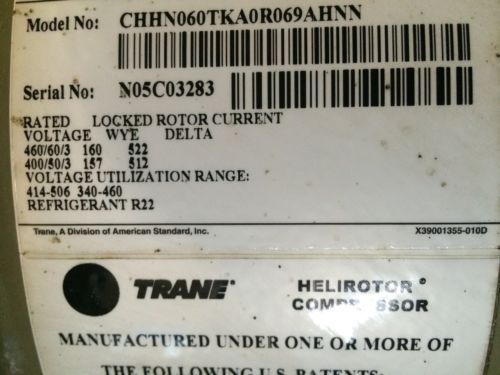 Model No: CHHN060TKA0R069AHNN
Serial No: N05C03283
RATED LOCKED ROTOR CURRENT
VOLTAGE WYE DELTA
460/60/3 160 522
400/50/3 157 512
VOLTAGE UTILIZATION RANGE:
414-506 340-460
REFRIGERANT R22
Trane, A Division of American Standard, Inc. X39001355-010D
TRANE® HELIROTOR®
COMPRESSOR
MANUFACTURED UNDER ONE OR MORE OF
THE FOLLOWING U.S. PATENTS: